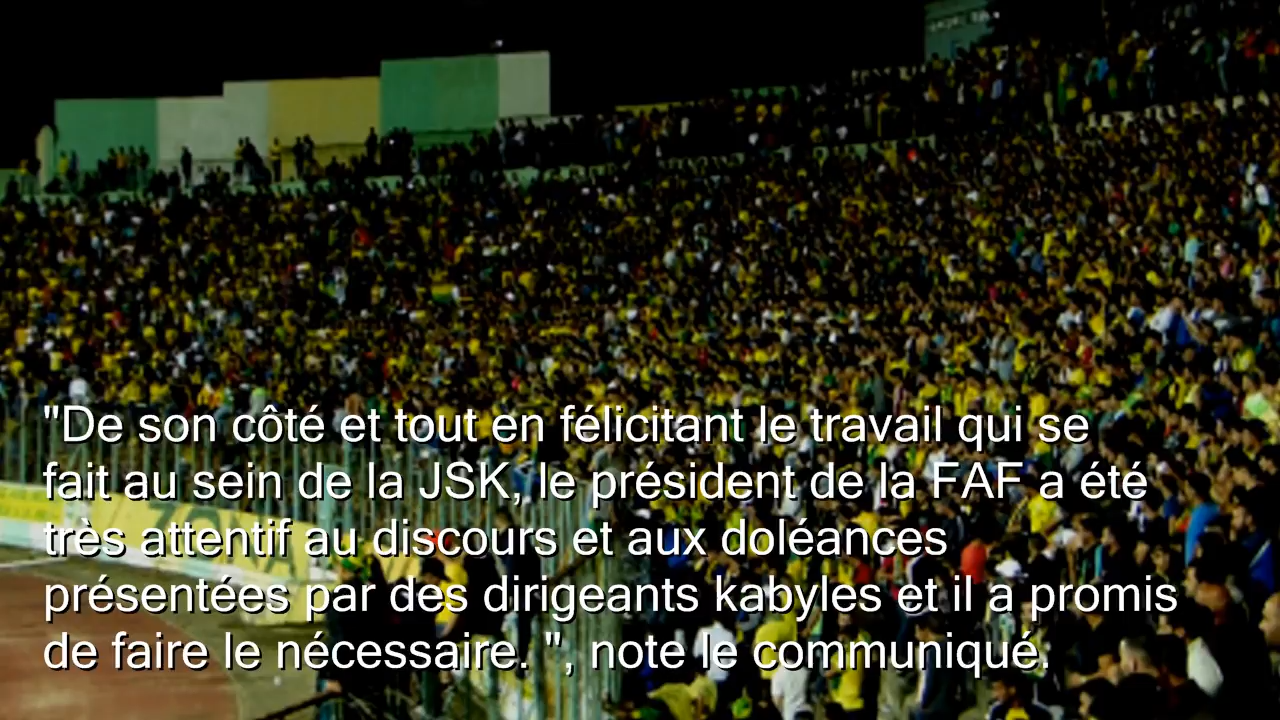 "De son côté et tout en félicitant le travail qui se
fait au sein de la JSK, le président de la FAF a été
très attentif au discours et aux doléances
présentées par des dirigeants kabyles et il a promis
de faire le nécessaire. ", note le communiqué.